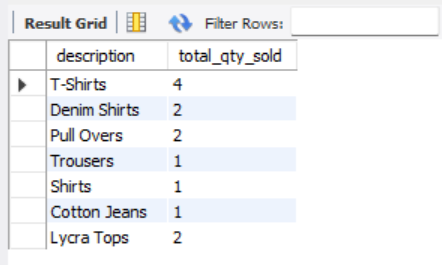 Result Grid Filter Rows:
description total_qty_sold
T-Shirts 4
Denim Shirts 2
Pull Overs 2
Trousers 1
Shirts 1
Cotton Jeans 1
Lycra Tops 2